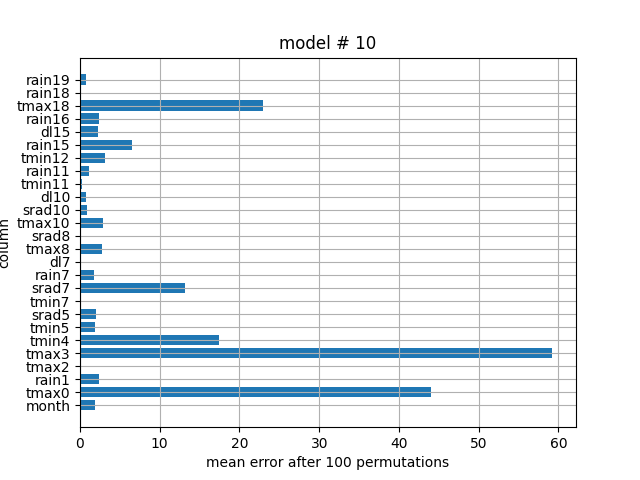 model # 10
rain19
rain18
tmax18
rain16
dl15
rain15
tmin12
rain11
tmin11
dl10
srad10
tmax10
srad8
tmax8
dl7
rain7
srad7
tmin7
srad5
tmin5
tmin4
tmax3
tmax2
rain1
tmax0
month
column
0 10 20 30 40 50 60
mean error after 100 permutations